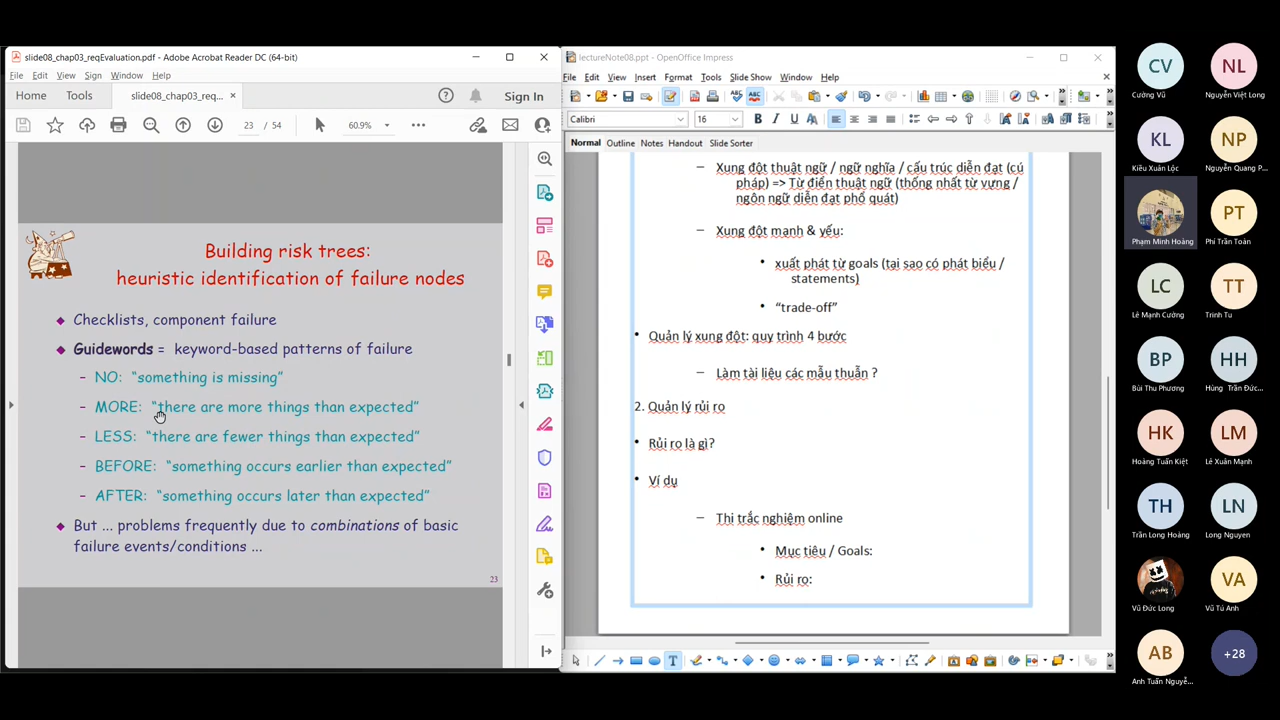 slide08_chap03_reqEvaluation.pdf - Adobe Acrobat Reader DC (64-bit)
File Edit View Sign Window Help
Home Tools slide08_chap03_req... × Sign In
23 / 54 60.9%
Building risk trees:
heuristic identification of failure nodes
Checklists, component failure
Guidewords = keyword-based patterns of failure
- NO: “something is missing”
- MORE: “there are more things than expected”
- LESS: “there are fewer things than expected”
- BEFORE: “something occurs earlier than expected”
- AFTER: “something occurs later than expected”
But ... problems frequently due to combinations of basic
failure events/conditions ...
23
lectureNote08.ppt - OpenOffice Impress
File Edit View Insert Format Tools Slide Show Window Help
Calibri 16 B I U S
Normal Outline Notes Handout Slide Sorter
– Xung đột thuật ngữ / ngữ nghĩa / cấu trúc diễn đạt (cú
pháp) => Từ điển thuật ngữ (thống nhất từ vựng /
ngôn ngữ diễn đạt phổ quát)
– Xung đột mạnh & yếu:
• xuất phát từ goals (tại sao có phát biểu /
statements)
• “trade-off”
• Quản lý xung đột: quy trình 4 bước
– Làm tài liệu các mẫu thuẫn ?
2. Quản lý rủi ro
• Rủi ro là gì?
• Ví dụ
– Thi trắc nghiệm online
• Mục tiêu / Goals:
• Rủi ro:
CV NL
Cường Vũ Nguyễn Việt Long
KL NP
Kiều Xuân Lộc Nguyễn Quang P...
PT
Phạm Minh Hoàng Phí Trần Toàn
LC TT
Lê Mạnh Cường Trinh Tu
BP HH
Bùi Thu Phương Hùng Trần Đức...
HK LM
Hoàng Tuấn Kiệt Lê Xuân Mạnh
TH LN
Trần Long Hoàng Long Nguyen
VA
Vũ Đức Long Vũ Tú Anh
AB +28
Anh Tuấn Nguyễ...